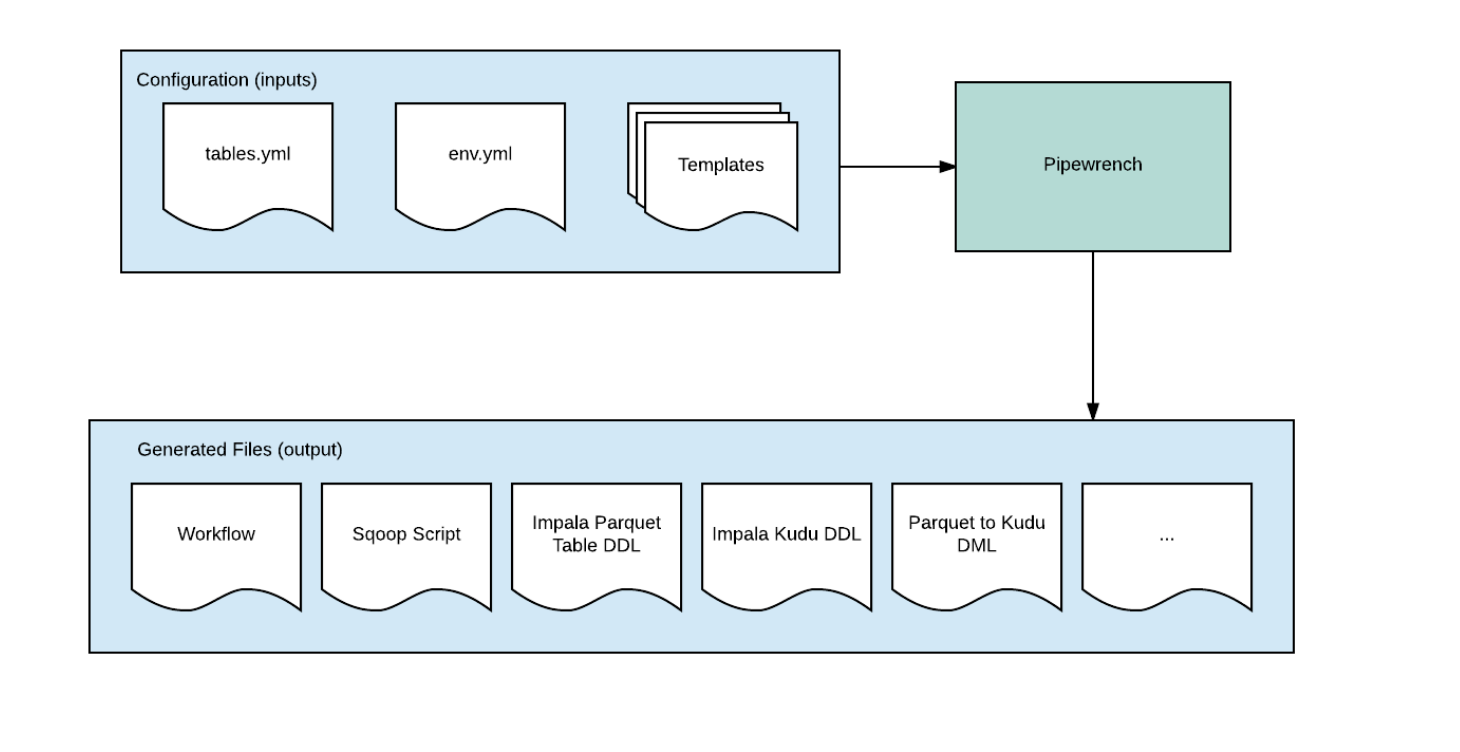 Configuration (inputs)
tables.yml
env.yml
Templates
Pipewrench
Generated Files (output)
Workflow
Sqoop Script
Impala Parquet
Table DDL
Impala Kudu DDL
Parquet to Kudu
DML
...